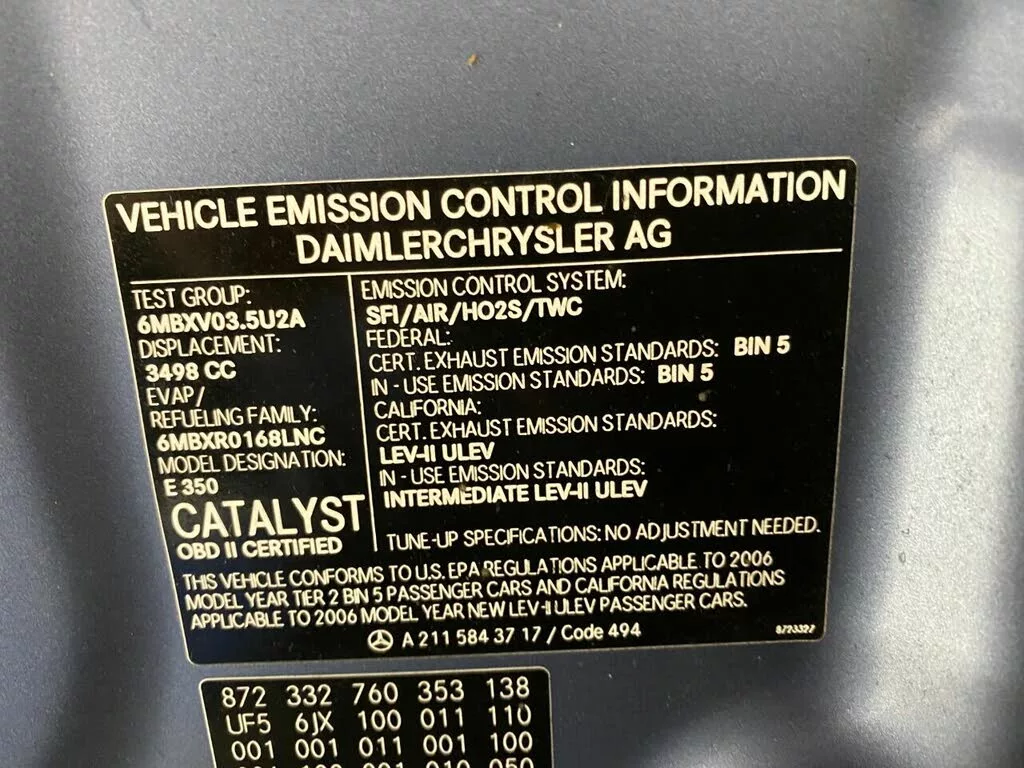 VEHICLE EMISSION CONTROL INFORMATION
DAIMLERCHRYSLER AG
TEST GROUP:
6MBXV03.5U2A
DISPLACEMENT:
3498 CC
EVAP/
REFUELING FAMILY:
6MBXR0168LNC
MODEL DESIGNATION:
E 350
CATALYST
OBD II CERTIFIED
EMISSION CONTROL SYSTEM:
SFI/AIR/HO2S/TWC
FEDERAL:
CERT. EXHAUST EMISSION STANDARDS: BIN 5
IN - USE EMISSION STANDARDS: BIN 5
CALIFORNIA:
CERT. EXHAUST EMISSION STANDARDS:
LEV-II ULEV
IN - USE EMISSION STANDARDS:
INTERMEDIATE LEV-II ULEV
TUNE-UP SPECIFICATIONS: NO ADJUSTMENT NEEDED.
THIS VEHICLE CONFORMS TO U.S. EPA REGULATIONS APPLICABLE TO 2006
MODEL YEAR TIER 2 BIN 5 PASSENGER CARS AND CALIFORNIA REGULATIONS
APPLICABLE TO 2006 MODEL YEAR NEW LEV-II ULEV PASSENGER CARS.
A 211 584 37 17 / Code 494
872 332 760 353 138
UF5 6JX 100 011 110
001 001 011 001 100